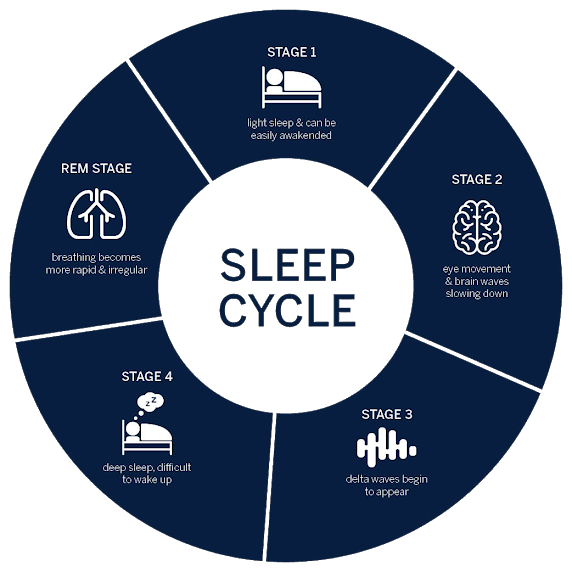 SLEEP
CYCLE
STAGE 1
light sleep & can be
easily awakended
STAGE 2
eye movement
& brain waves
slowing down
STAGE 3
delta waves begin
to appear
STAGE 4
z z
deep sleep, difficult
to wake up
REM STAGE
breathing becomes
more rapid & irregular